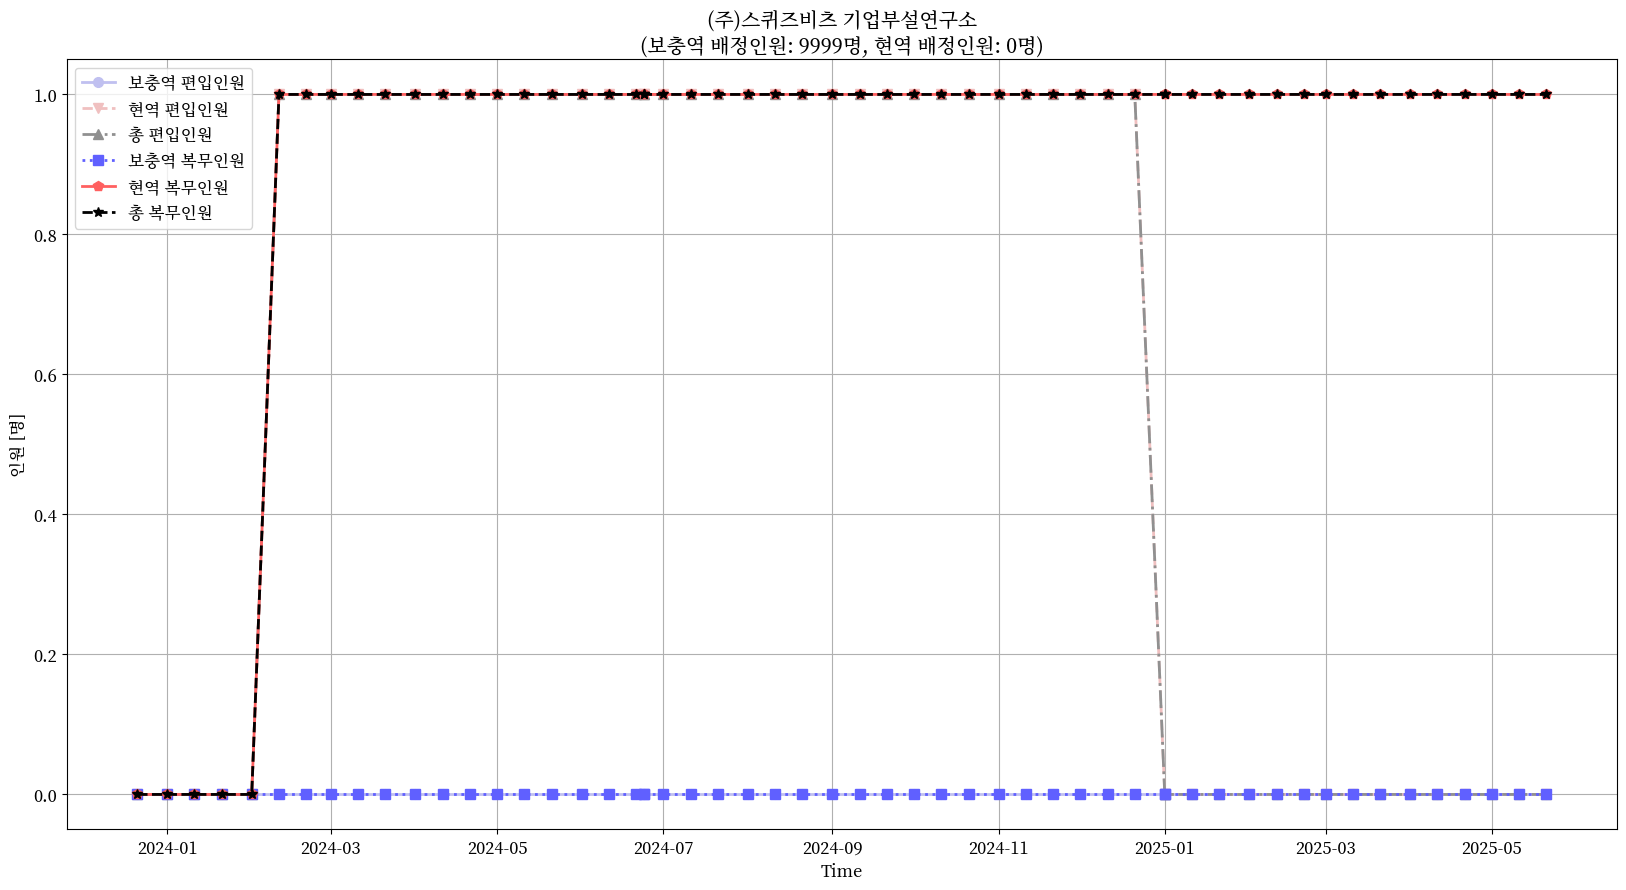 (주)스퀴즈비츠 기업부설연구소
(보충역 배정인원: 9999명, 현역 배정인원: 0명)
보충역 편입인원
현역 편입인원
총 편입인원
보충역 복무인원
현역 복무인원
총 복무인원
1.0
0.8
0.6
0.4
0.2
0.0
인원 [명]
2024-01
2024-03
2024-05
2024-07
2024-09
2024-11
2025-01
2025-03
2025-05
Time